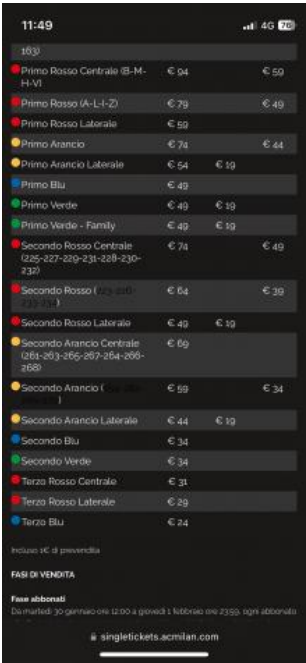 11:49 4G 76
163)
Primo Rosso Centrale (B-M- € 94 € 59
H-V)
Primo Rosso (A-L-I-Z) € 79 € 49
Primo Rosso Laterale € 59
Primo Arancio € 74 € 44
Primo Arancio Laterale € 54 € 19
Primo Blu € 49
Primo Verde € 49 € 19
Primo Verde - Family € 49 € 19
Secondo Rosso Centrale € 74 € 49
(225-227-229-231-228-230-
232)
Secondo Rosso ( € 64 € 39
)
Secondo Rosso Laterale € 49 € 19
Secondo Arancio Centrale € 69
(261-263-265-267-264-266-
268)
Secondo Arancio ( € 59 € 34
)
Secondo Arancio Laterale € 44 € 19
Secondo Blu € 34
Secondo Verde € 34
Terzo Rosso Centrale € 31
Terzo Rosso Laterale € 29
Terzo Blu € 24
Incluso 1€ di prevendita
FASI DI VENDITA
Fase abbonati
Da martedì 30 gennaio ore 12:00 a giovedì 1 febbraio ore 23:59, ogni abbonato
singletickets.acmilan.com